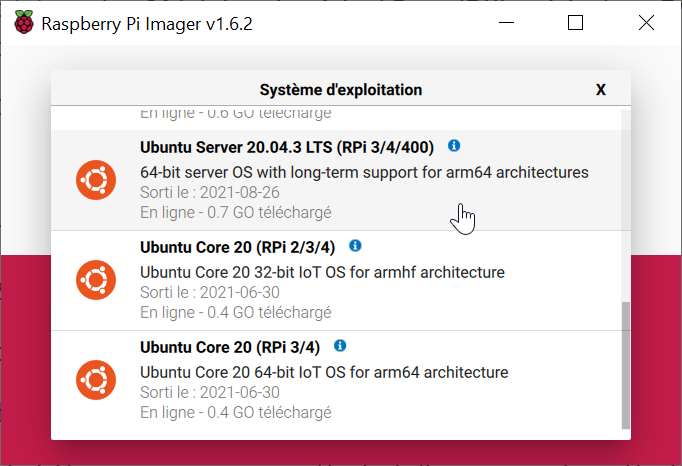 Raspberry Pi Imager v1.6.2
Système d'exploitation
X
En ligne - 0.6 GO téléchargé
Ubuntu Server 20.04.3 LTS (RPi 3/4/400)
64-bit server OS with long-term support for arm64 architectures
Sorti le : 2021-08-26
En ligne - 0.7 GO téléchargé
Ubuntu Core 20 (RPi 2/3/4)
Ubuntu Core 20 32-bit IoT OS for armhf architecture
Sorti le : 2021-06-30
En ligne - 0.4 GO téléchargé
Ubuntu Core 20 (RPi 3/4)
Ubuntu Core 20 64-bit IoT OS for arm64 architecture
Sorti le : 2021-06-30
En ligne - 0.4 GO téléchargé